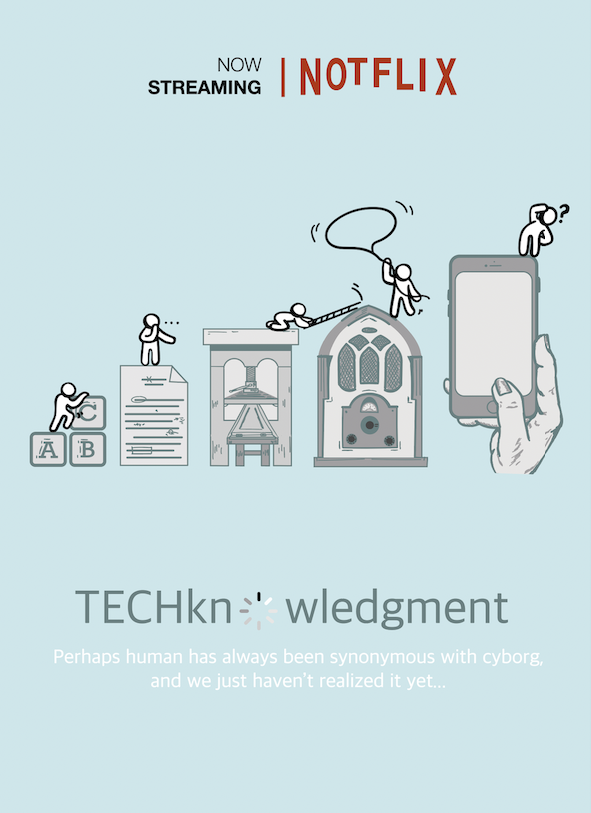 NOW
STREAMING
NOTFLIX
?
...
C
A B
TECHkn wledgment
Perhaps human has always been synonymous with cyborg,
and we just haven't realized it yet...